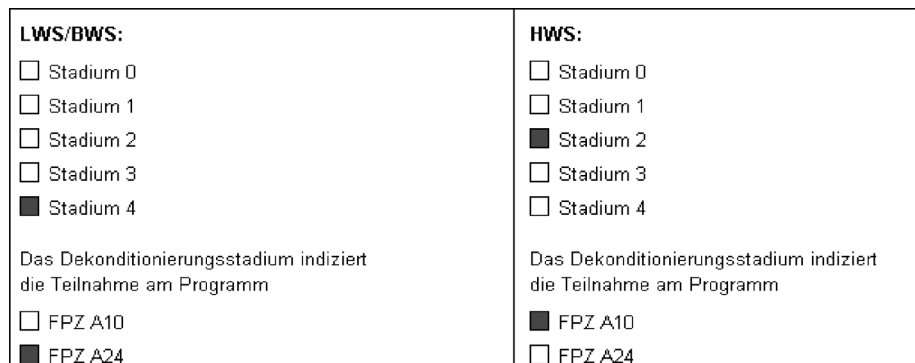 LWS/BWS:
Stadium 0
Stadium 1
Stadium 2
Stadium 3
Stadium 4
Das Dekonditionierungsstadium indiziert
die Teilnahme am Programm
FPZ A10
FPZ A24
HWS:
Stadium 0
Stadium 1
Stadium 2
Stadium 3
Stadium 4
Das Dekonditionierungsstadium indiziert
die Teilnahme am Programm
FPZ A10
FPZ A24